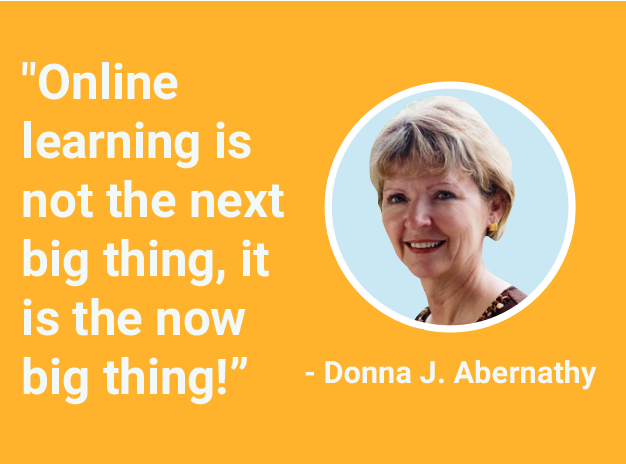 "Online
learning is
not the next
big thing, it
is the now
big thing!”
- Donna J. Abernathy